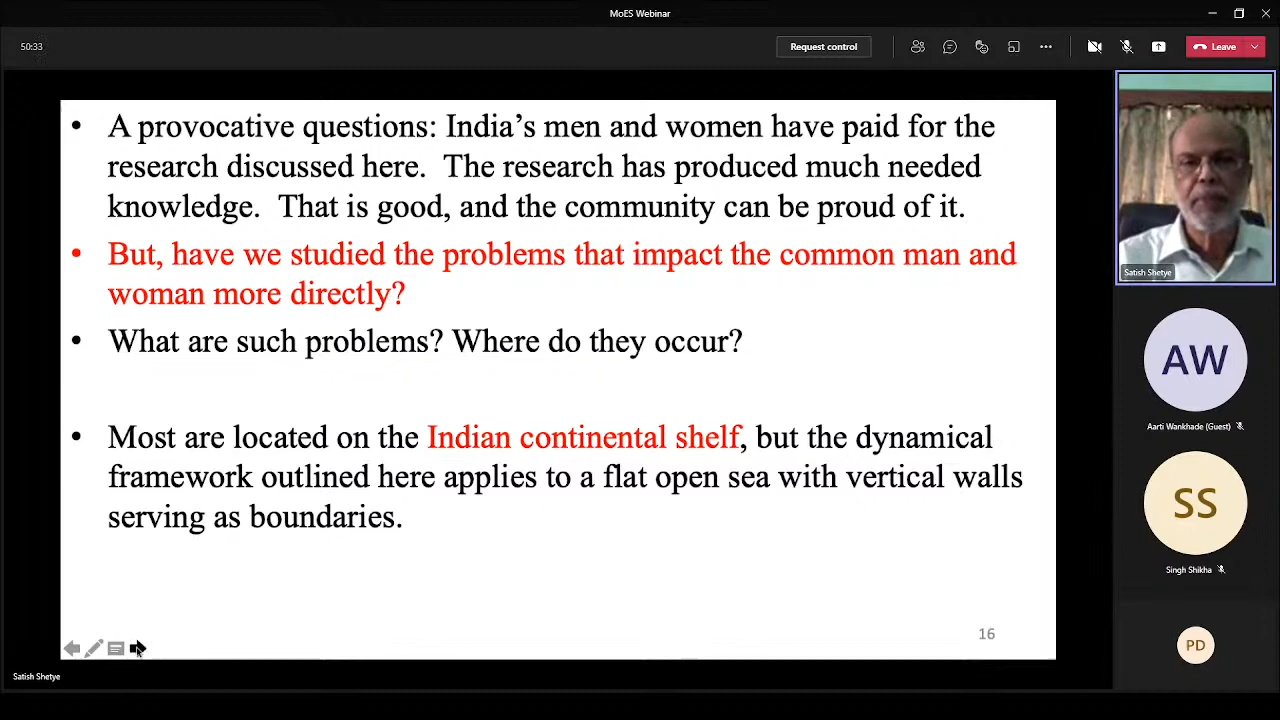 MoES Webinar
50:33
Request control
Leave
• A provocative questions: India's men and women have paid for the
research discussed here. The research has produced much needed
knowledge. That is good, and the community can be proud of it.
• But, have we studied the problems that impact the common man and
woman more directly?
• What are such problems? Where do they occur?
• Most are located on the Indian continental shelf, but the dynamical
framework outlined here applies to a flat open sea with vertical walls
serving as boundaries.
16
Satish Shetye
Satish Shetye
AW
Aarti Wankhade (Guest)
SS
Singh Shikha
PD